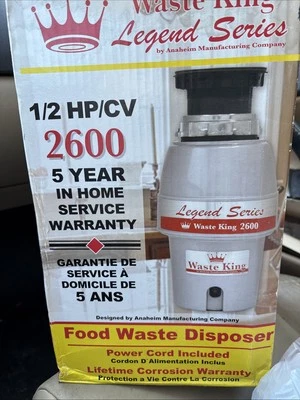 Waste King
Legend Series
by Anaheim Manufacturing Company
1/2 HP/CV
2600
5 YEAR
IN HOME
SERVICE
WARRANTY
GARANTIE DE
SERVICE À
DOMICILE DE
5 ANS
Legend Series
Waste King 2600
Waste King
Designed by Anaheim Manufacturing Company
Food Waste Disposer
Power Cord Included
Cordon D'Alimentation Inclus
Lifetime Corrosion Warranty
Protection a Vie Contre La Corrosion